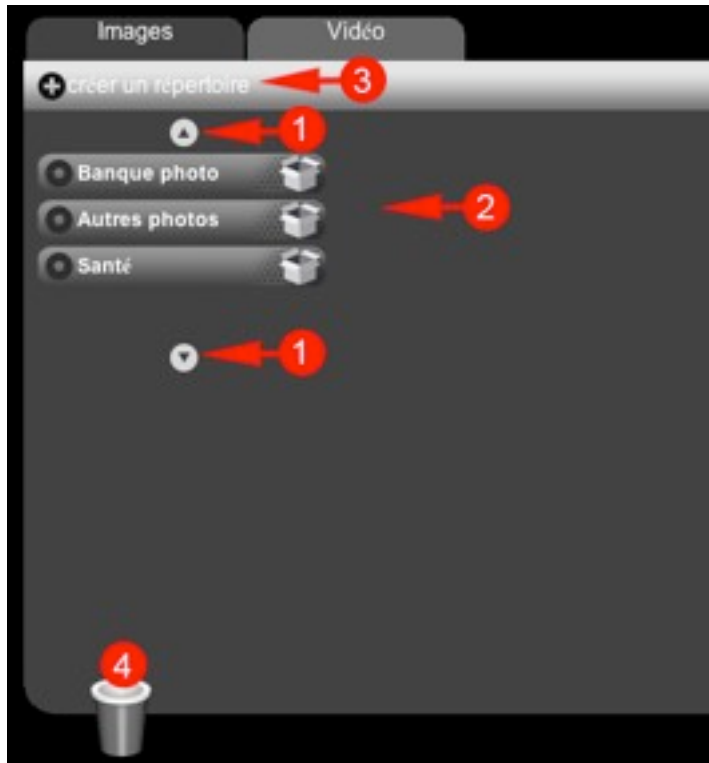 Images
Vidéo
créer un répertoire
3
1
Banque photo
2
Autres photos
Santé
1
4